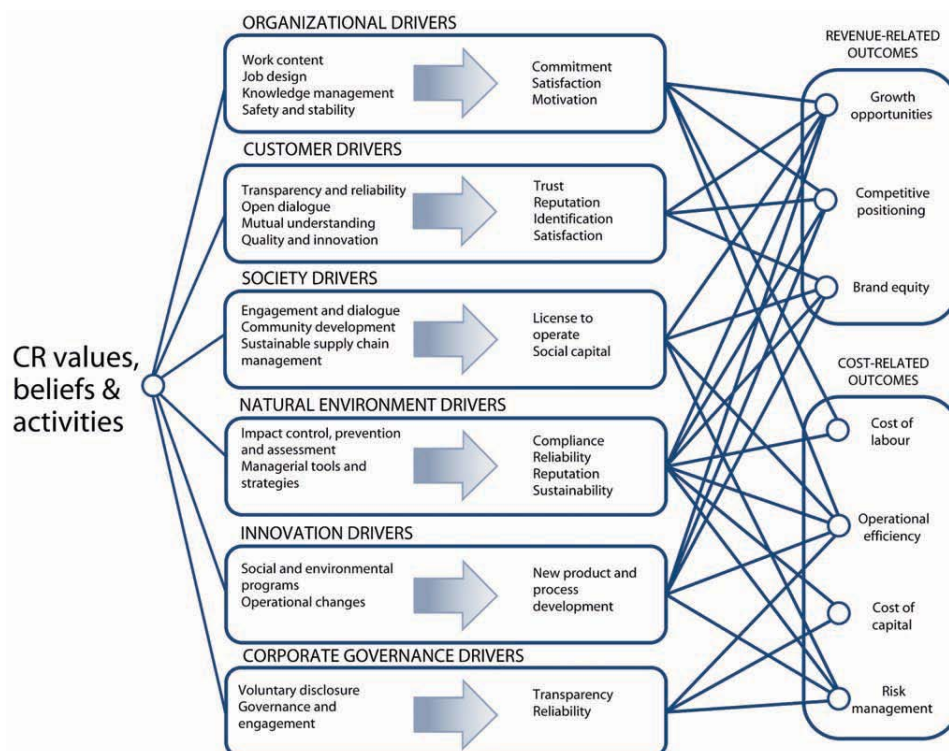 ORGANIZATIONAL DRIVERS
Work content
Job design
Knowledge management
Safety and stability
Commitment
Satisfaction
Motivation
CUSTOMER DRIVERS
Transparency and reliability
Open dialogue
Mutual understanding
Quality and innovation
Trust
Reputation
Identification
Satisfaction
SOCIETY DRIVERS
Engagement and dialogue
Community development
Sustainable supply chain
management
License to
operate
Social capital
CR values,
beliefs &
activities
NATURAL ENVIRONMENT DRIVERS
Impact control, prevention
and assessment
Managerial tools and
strategies
Compliance
Reliability
Reputation
Sustainability
INNOVATION DRIVERS
Social and environmental
programs
Operational changes
New product and
process
development
CORPORATE GOVERNANCE DRIVERS
Voluntary disclosure
Governance and
engagement
Transparency
Reliability
REVENUE-RELATED
OUTCOMES
Growth
opportunities
Competitive
positioning
Brand equity
COST-RELATED
OUTCOMES
Cost of
labour
Operational
efficiency
Cost of
capital
Risk
management